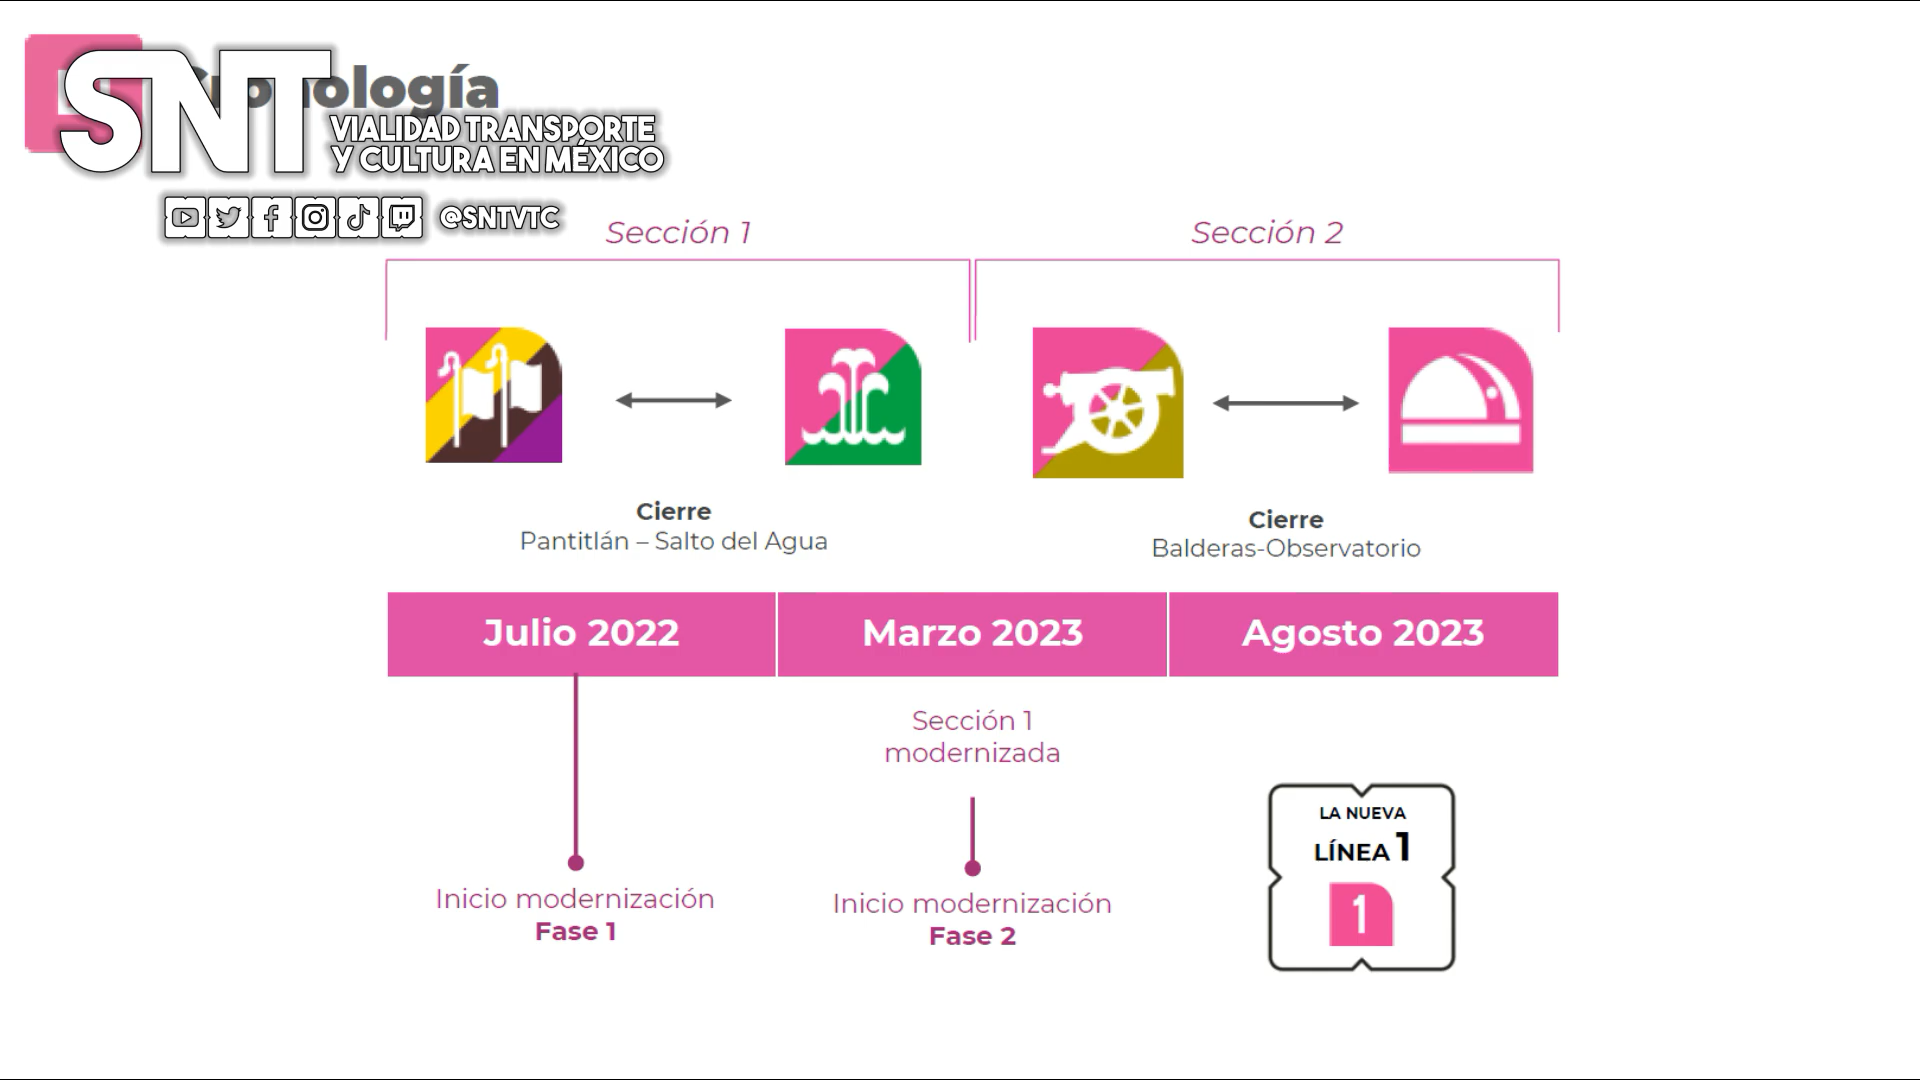 Cronología
SNT
VIALIDAD TRANSPORTE
Y CULTURA EN MÉXICO
@SNTVTC
Sección 1
Sección 2
Cierre
Pantitlán – Salto del Agua
Cierre
Balderas-Observatorio
Julio 2022
Marzo 2023
Agosto 2023
Sección 1
modernizada
Inicio modernización
Fase 1
Inicio modernización
Fase 2
LA NUEVA
LÍNEA 1
1